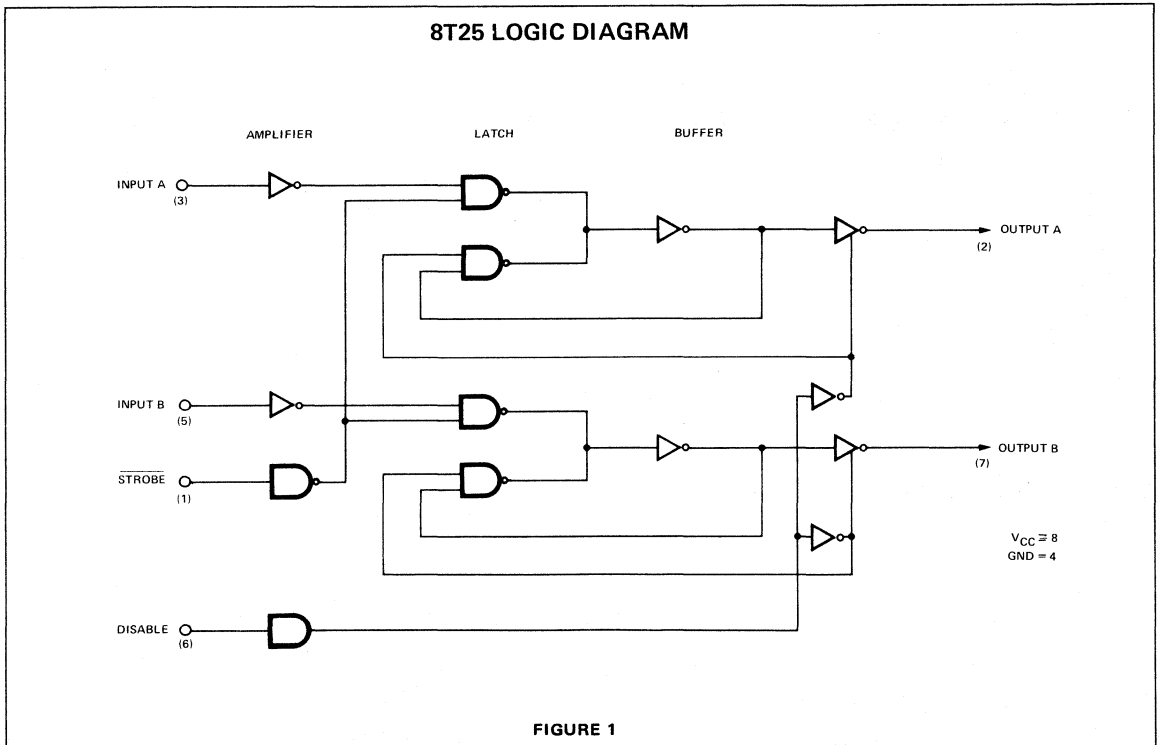 8T25 LOGIC DIAGRAM
AMPLIFIER
LATCH
BUFFER
INPUT A
(3)
OUTPUT A
(2)
INPUT B
(5)
STROBE
(1)
OUTPUT B
(7)
VCC = 8
GND = 4
DISABLE
(6)
FIGURE 1